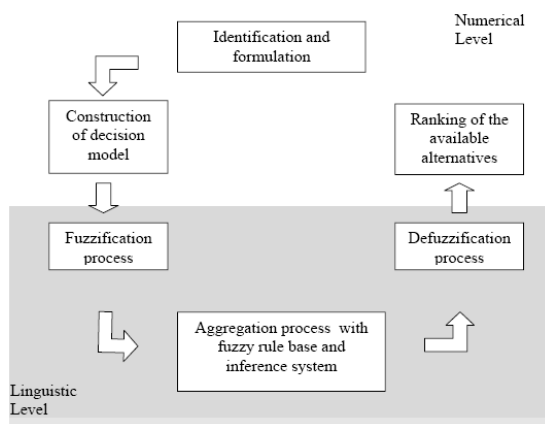 Numerical
Level
Identification and
formulation
Construction
of decision
model
Ranking of the
available
alternatives
Fuzzification
process
Defuzzification
process
Aggregation process with
fuzzy rule base and
inference system
Linguistic
Level